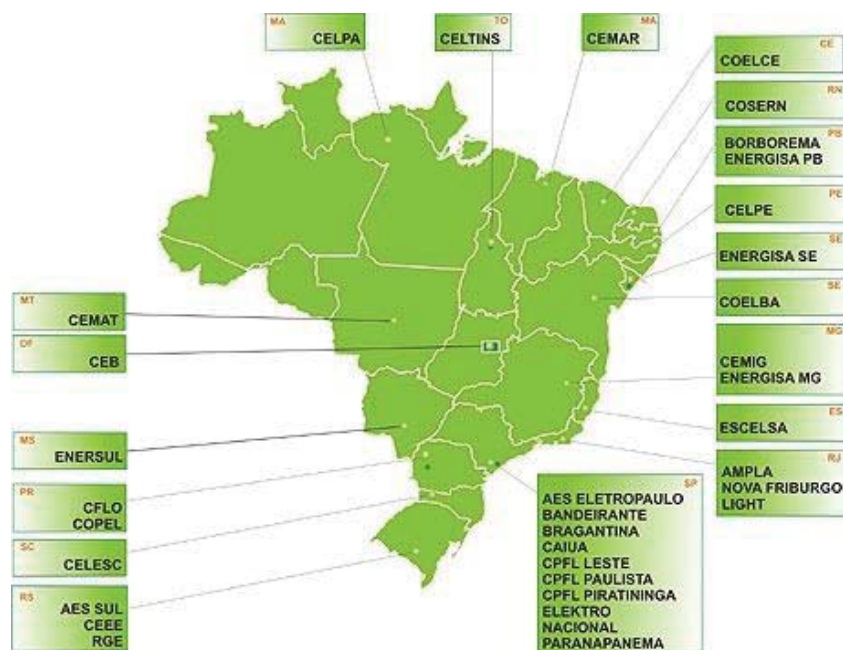 MA
CELPA
TO
CELTINS
MA
CEMAR
CE
COELCE
RN
COSERN
PB
BORBOREMA
ENERGISA PB
PE
CELPE
SE
ENERGISA SE
SE
COELBA
MG
CEMIG
ENERGISA MG
ES
ESCELSA
RJ
AMPLA
NOVA FRIBURGO
LIGHT
MT
CEMAT
DF
CEB
MS
ENERSUL
PR
CFLO
COPEL
SC
CELESC
RS
AES SUL
CEEE
RGE
SP
AES ELETROPAULO
BANDEIRANTE
BRAGANTINA
CAIUA
CPFL LESTE
CPFL PAULISTA
CPFL PIRATININGA
ELEKTRO
NACIONAL
PARANAPANEMA